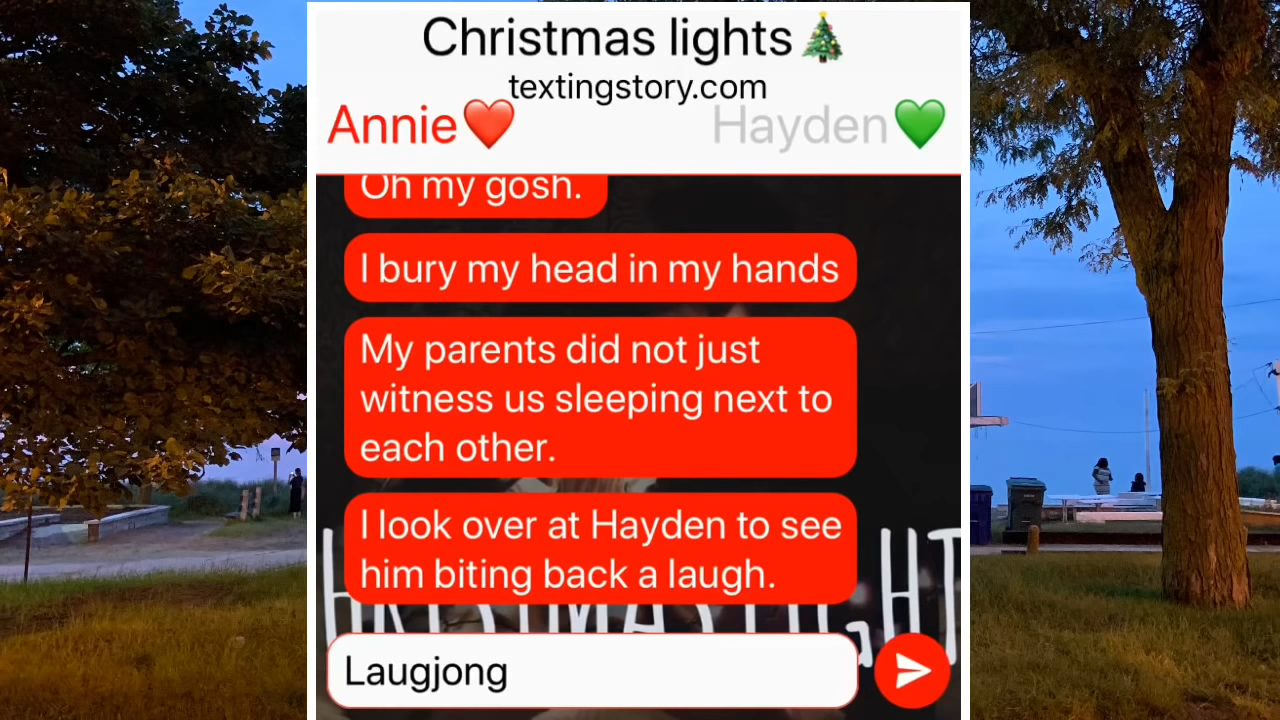 Christmas lights🎄
textingstory.com
Annie❤️ Hayden💚
Oh my gosh.
I bury my head in my hands
My parents did not just
witness us sleeping next to
each other.
I look over at Hayden to see
him biting back a laugh.
CHRISTMAS LIGHT
Laugjong